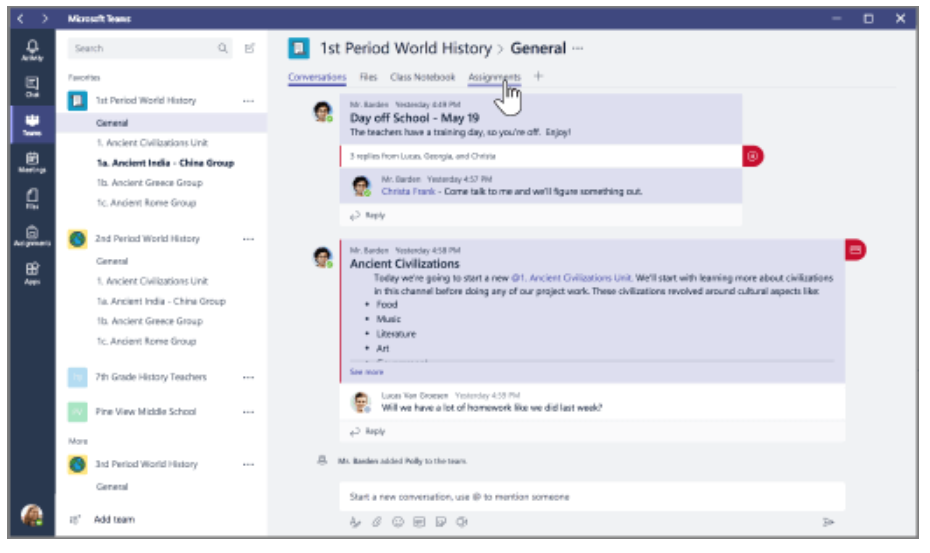 Microsoft Teams
Activity
Chat
Teams
Meetings
Files
Assignments
Apps
Search
Favorites
1st Period World History
General
1. Ancient Civilizations Unit
1a. Ancient India - China Group
1b. Ancient Greece Group
1c. Ancient Rome Group
2nd Period World History
General
1. Ancient Civilizations Unit
1a. Ancient India - China Group
1b. Ancient Greece Group
1c. Ancient Rome Group
7th Grade History Teachers
Pine View Middle School
More
3rd Period World History
General
Add team
1st Period World History > General ...
Conversations Files Class Notebook Assignments +
Mr. Barden Yesterday 4:49 PM
Day off School - May 19
The teachers have a training day, so you're off. Enjoy!
3 replies from Lucas, Georgia, and Christa
Mr. Barden Yesterday 4:57 PM
Christa Frank - Come talk to me and we'll figure something out.
Reply
Mr. Barden Yesterday 4:58 PM
Ancient Civilizations
Today we're going to start a new @1. Ancient Civilizations Unit. We'll start with learning more about civilizations
in this channel before doing any of our project work. These civilizations revolved around cultural aspects like:
• Food
• Music
• Literature
• Art
See more
Lucas Van Yesterday 4:59 PM
Will we have a lot of homework like we did last week?
Reply
Mr. Barden added Polly to the team.
Start a new conversation, use @ to mention someone